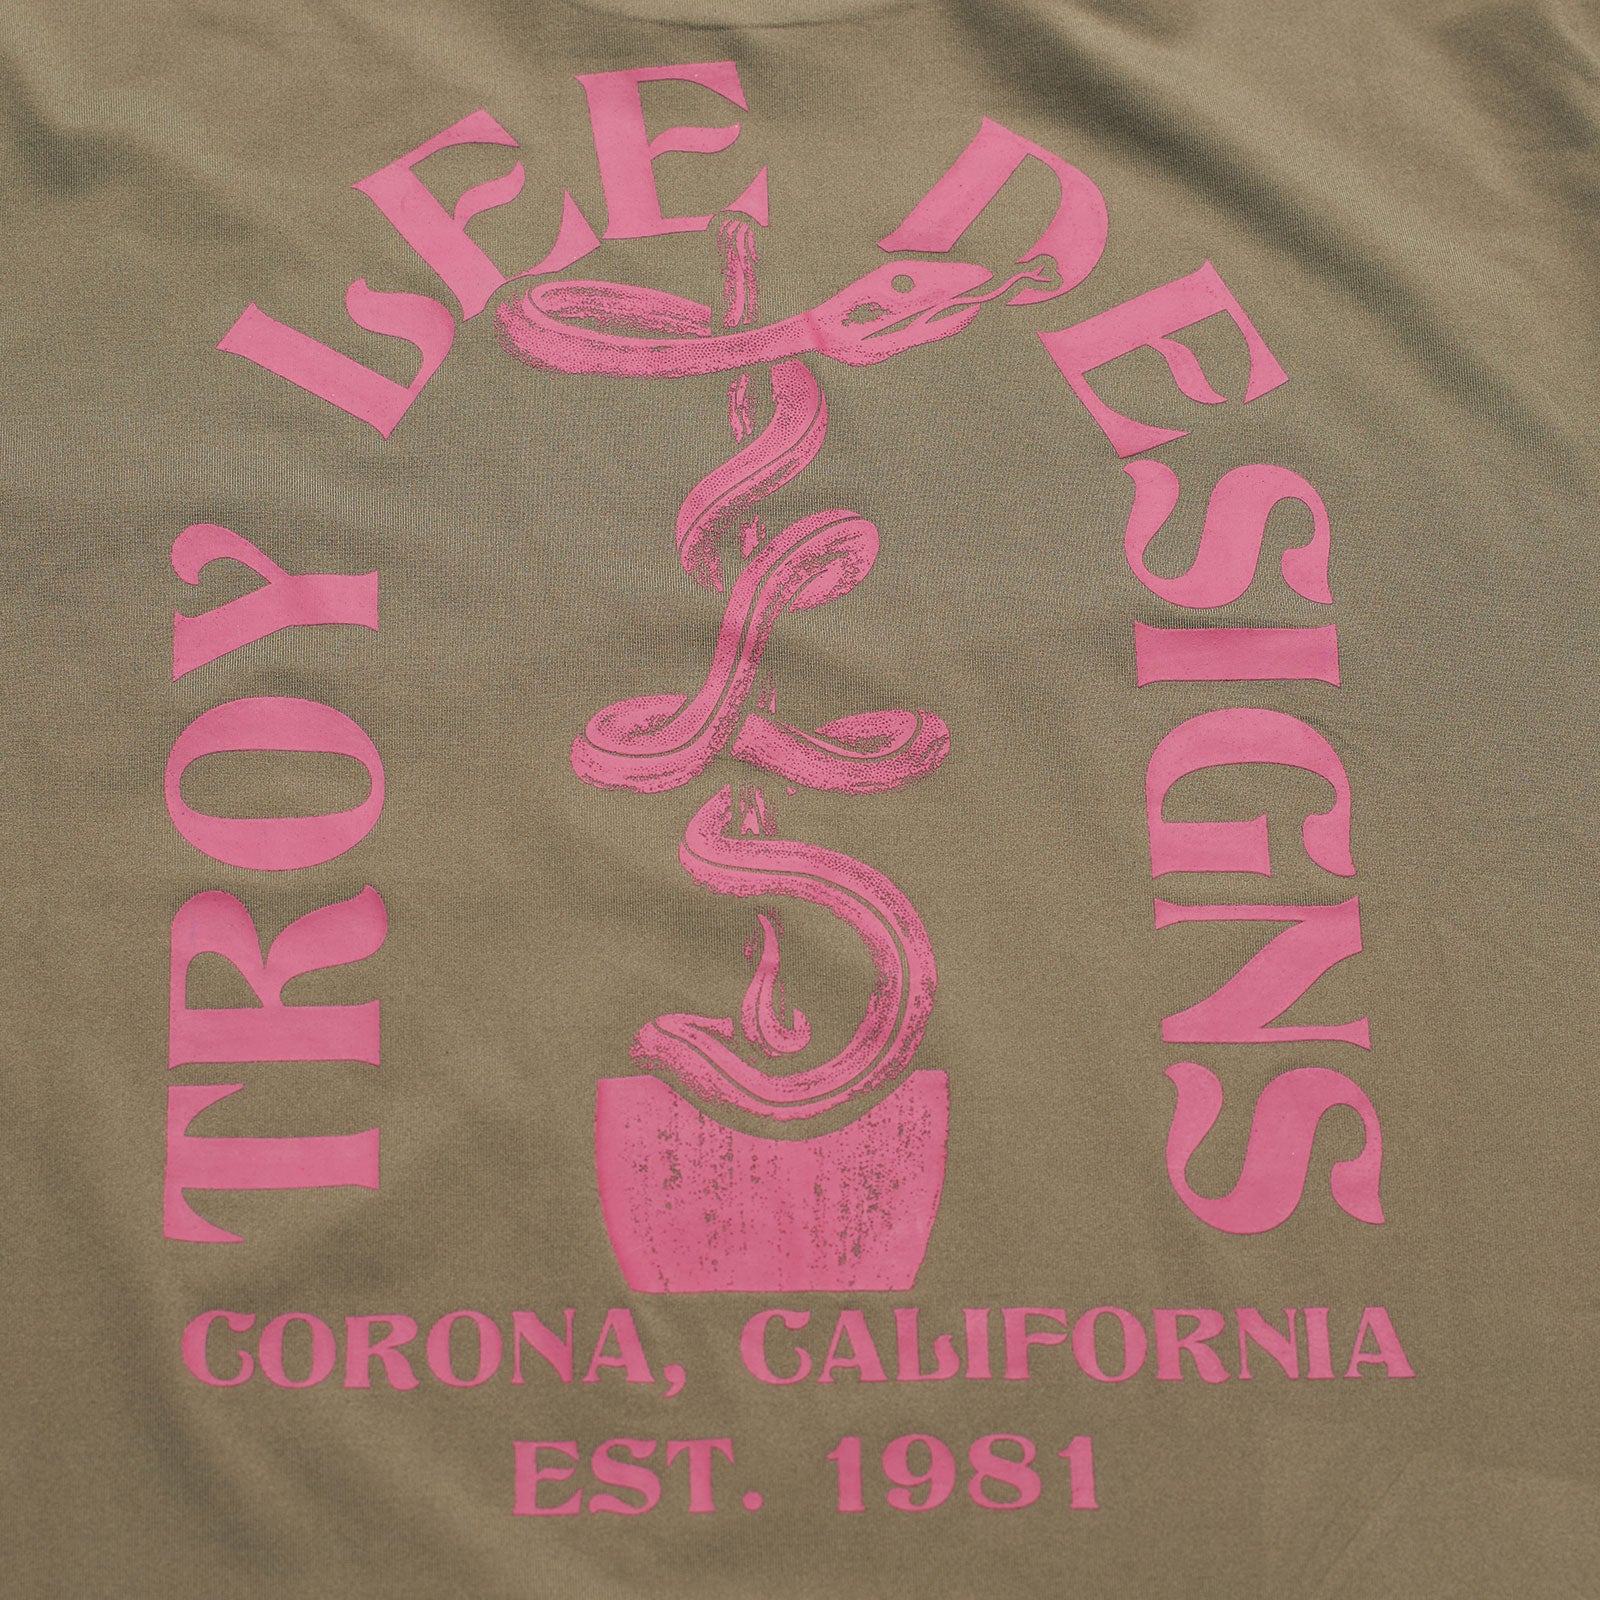 TROY LEE DESIGNS
CORONA, CALIFORNIA
EST. 1981